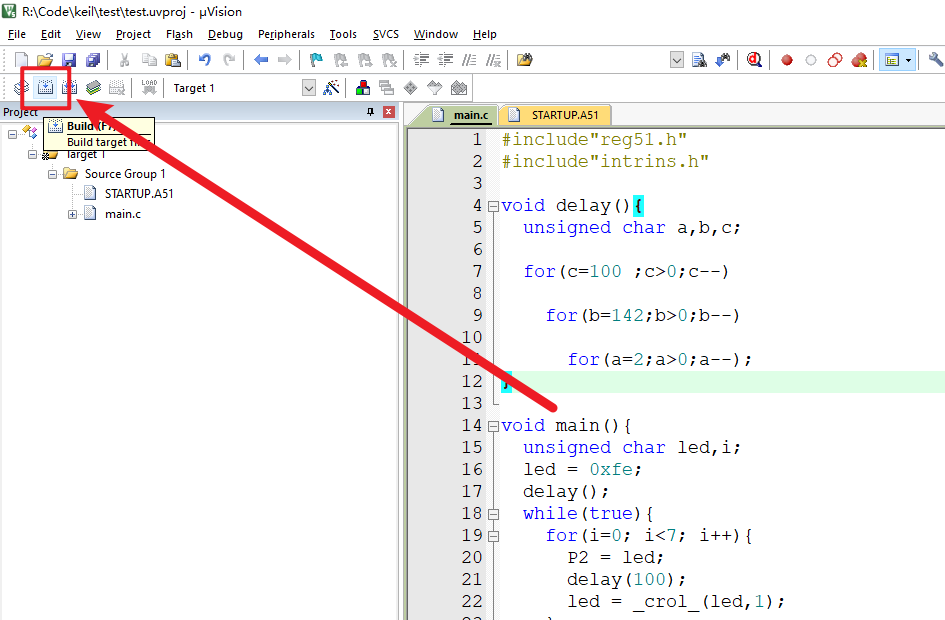 R:\Code\keil\test\test.uvproj - µVision
File Edit View Project Flash Debug Peripherals Tools SVCS Window Help
LOAD
Target 1
Project
Build (F7)
Build target
Target 1
Source Group 1
STARTUP.A51
main.c
main.c
STARTUP.A51
1 #include"reg51.h"
2 #include"intrins.h"
3
4 void delay(){
5 unsigned char a,b,c;
6
7 for(c=100 ;c>0;c--)
8
9 for(b=142;b>0;b--)
10
11 for(a=2;a>0;a--);
12 }
13
14 void main(){
15 unsigned char led,i;
16 led = 0xfe;
17 delay();
18 while(true){
19 for(i=0; i<7; i++){
20 P2 = led;
21 delay(100);
22 led = _crol_(led,1);